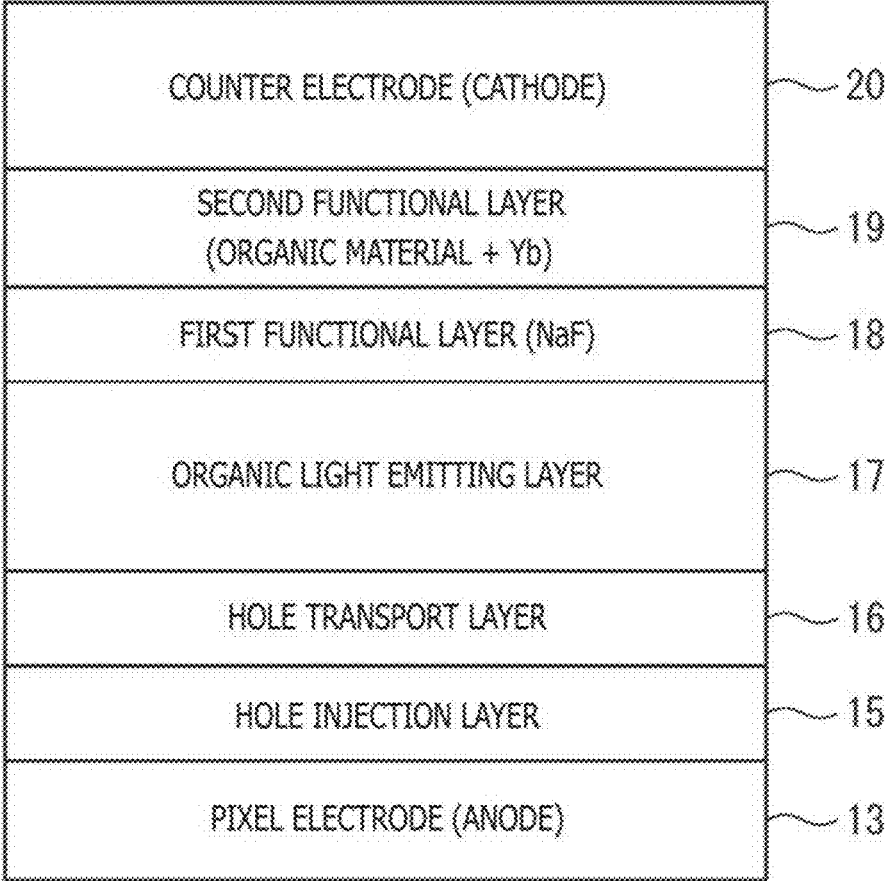 COUNTER ELECTRODE (CATHODE) 20
SECOND FUNCTIONAL LAYER
(ORGANIC MATERIAL + Yb) 19
FIRST FUNCTIONAL LAYER (NaF) 18
ORGANIC LIGHT EMITTING LAYER 17
HOLE TRANSPORT LAYER 16
HOLE INJECTION LAYER 15
PIXEL ELECTRODE (ANODE) 13